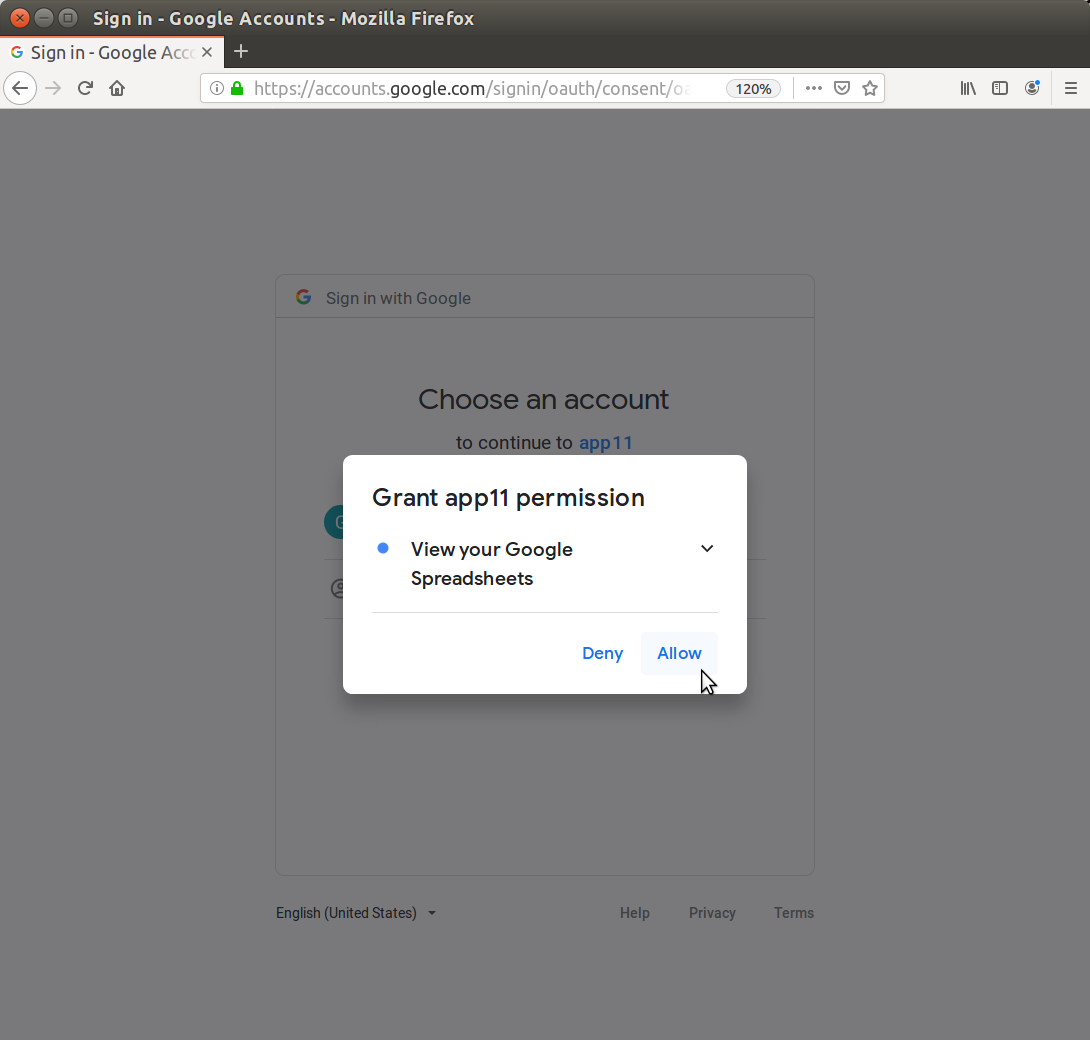 Sign in - Google Accounts - Mozilla Firefox
Sign in - Google Acc
https://accounts.google.com/signin/oauth/consent/oa
120%
Sign in with Google
Choose an account
to continue to app11
Grant app11 permission
View your Google
Spreadsheets
Deny Allow
English (United States) Help Privacy Terms